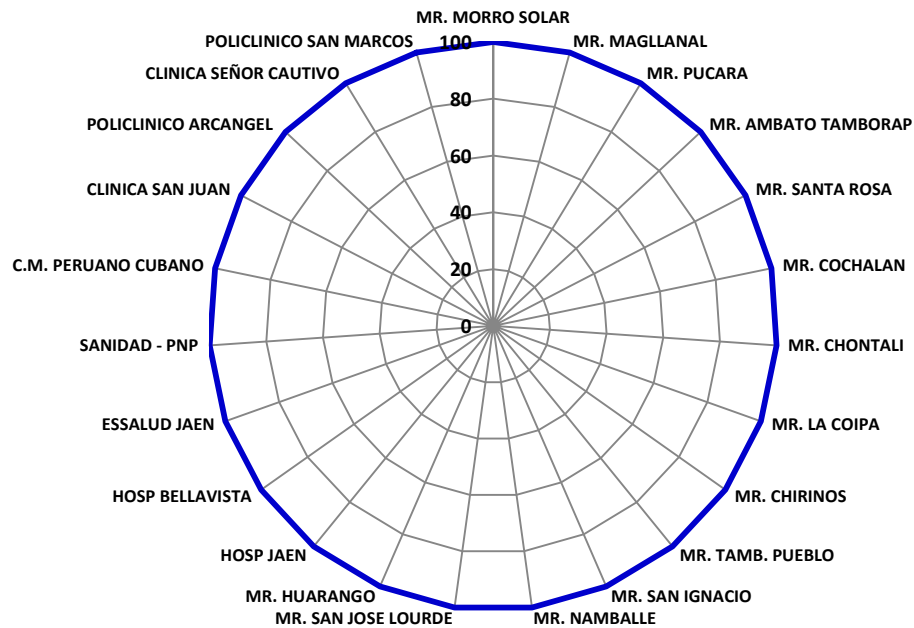 MR. MORRO SOLAR
MR. MAGLLANAL
MR. PUCARA
MR. AMBATO TAMBORAP
MR. SANTA ROSA
MR. COCHALAN
MR. CHONTALI
MR. LA COIPA
MR. CHIRINOS
MR. TAMB. PUEBLO
MR. SAN IGNACIO
MR. NAMBALLE
MR. SAN JOSE LOURDE
MR. HUARANGO
HOSP JAEN
HOSP BELLAVISTA
ESSALUD JAEN
SANIDAD - PNP
C.M. PERUANO CUBANO
CLINICA SAN JUAN
POLICLINICO ARCANGEL
CLINICA SEÑOR CAUTIVO
POLICLINICO SAN MARCOS
100
80
60
40
20
0